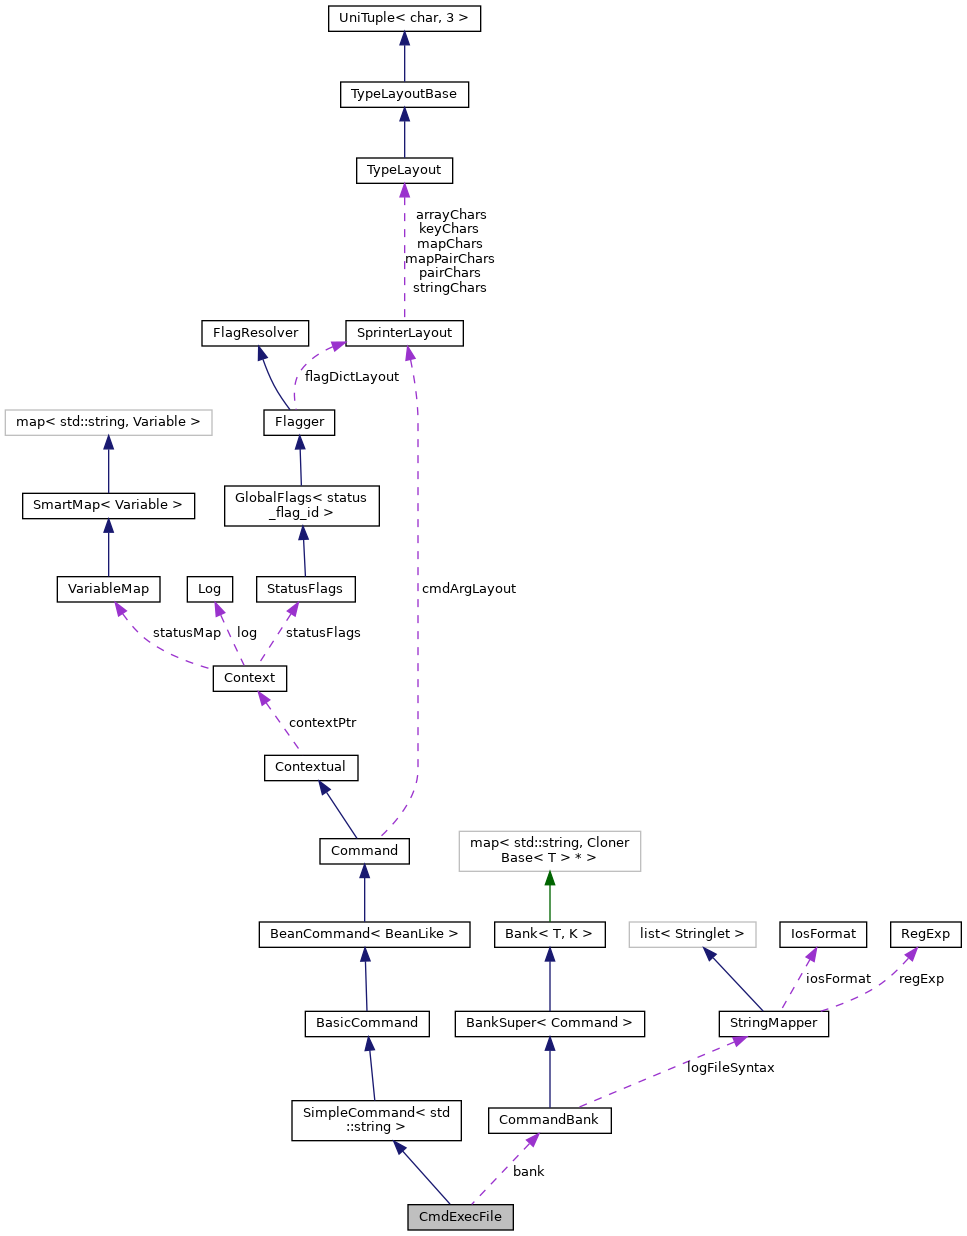 UniTuple< char, 3 >
TypeLayoutBase
TypeLayout
arrayChars
keyChars
mapChars
mapPairChars
pairChars
stringChars
FlagResolver
SprinterLayout
flagDictLayout
map< std::string, Variable >
Flagger
SmartMap< Variable >
GlobalFlags< status
_flag_id >
VariableMap
Log
StatusFlags
cmdArgLayout
statusMap
log
statusFlags
Context
contextPtr
Contextual
Command
map< std::string, Cloner
Base< T > * >
BeanCommand< BeanLike >
Bank< T, K >
list< Stringlet >
IosFormat
RegExp
iosFormat
regExp
BasicCommand
BankSuper< Command >
StringMapper
logFileSyntax
SimpleCommand< std
::string >
CommandBank
bank
CmdExecFile